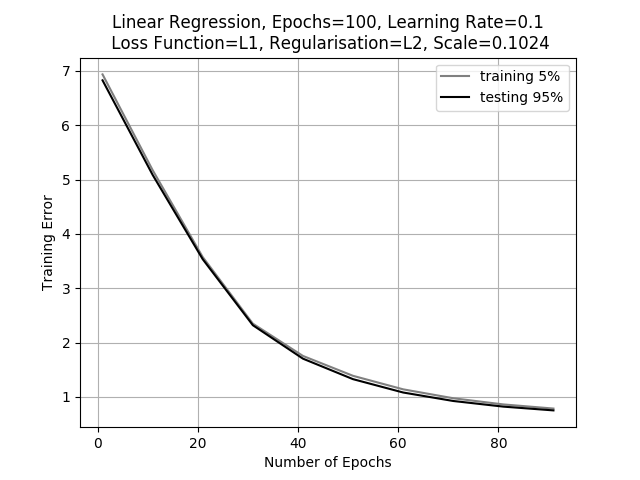 Linear Regression, Epochs=100, Learning Rate=0.1
Loss Function=L1, Regularisation=L2, Scale=0.1024
training 5%
testing 95%
Training Error
7
6
5
4
3
2
1
0
20
40
60
80
Number of Epochs